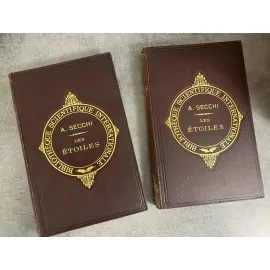 BIBLIOTHÈQUE SCIENTIFIQUE INTERNATIONALE
A. SECCHI
LES
ÉTOILES
BIBLIOTHÈQUE SCIENTIFIQUE INTERNATIONALE
A. SECCHI
LES
ÉTOILES